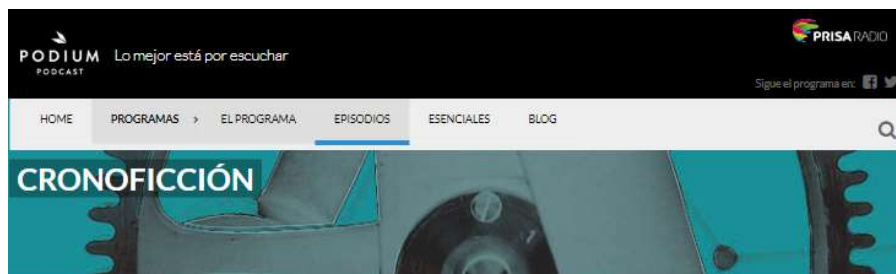 PODIUM
PODCAST
Lo mejor está por escuchar
PRISA RADIO
Sigue el programa en:
HOME PROGRAMAS > EL PROGRAMA EPISODIOS ESENCIALES BLOG
CRONOFICCIÓN